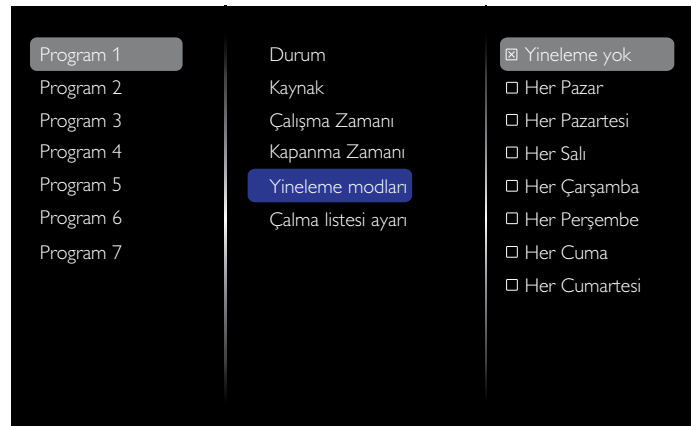 Program 1
Program 2
Program 3
Program 4
Program 5
Program 6
Program 7
Durum
Kaynak
Çalışma Zamanı
Kapanma Zamanı
Yineleme modları
Çalma listesi ayarı
Yineleme yok
Her Pazar
Her Pazartesi
Her Salı
Her Çarşamba
Her Perşembe
Her Cuma
Her Cumartesi